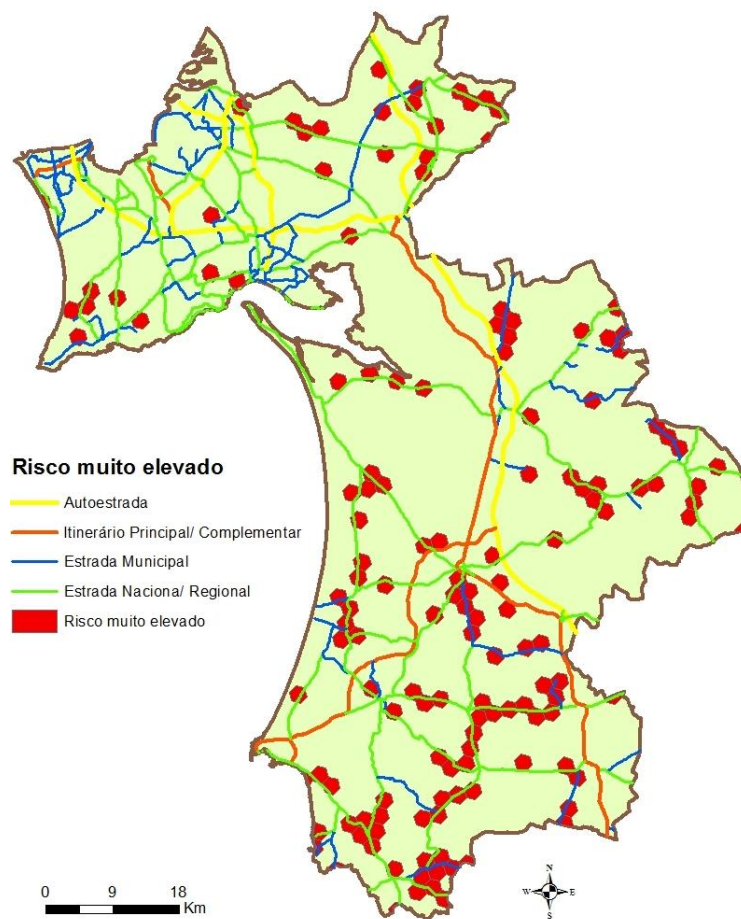 Risco muito elevado
Autoestrada
Itinerário Principal/ Complementar
Estrada Municipal
Estrada Naciona/ Regional
Risco muito elevado
0 9 18
Km
N
W E
S